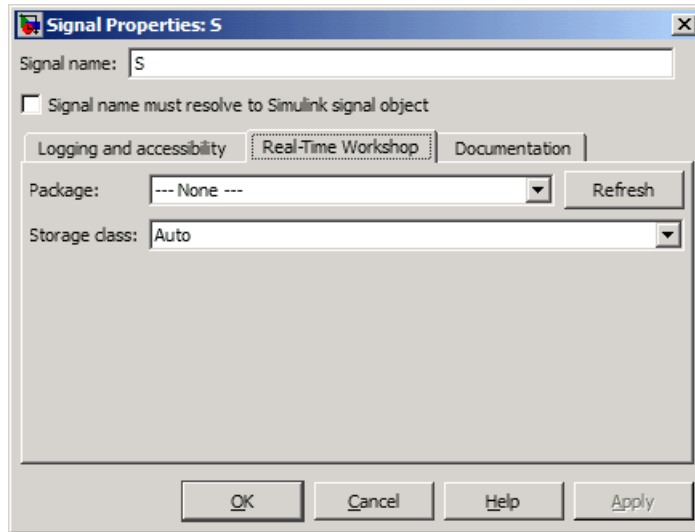 Signal Properties: S
Signal name: S
Signal name must resolve to Simulink signal object
Logging and accessibility Real-Time Workshop Documentation
Package: --- None --- Refresh
Storage class: Auto
OK Cancel Help Apply